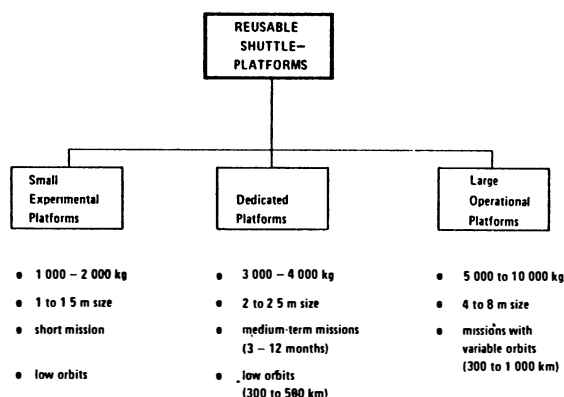 REUSABLE
SHUTTLE–
PLATFORMS
Small
Experimental
Platforms
Dedicated
Platforms
Large
Operational
Platforms
• 1 000 – 2 000 kg
• 1 to 1 5 m size
• short mission
• low orbits
• 3 000 – 4 000 kg
• 2 to 2 5 m size
• medium-term missions
(3 – 12 months)
• low orbits
(300 to 500 km)
• 5 000 to 10 000 kg
• 4 to 8 m size
• missions with
variable orbits
(300 to 1 000 km)